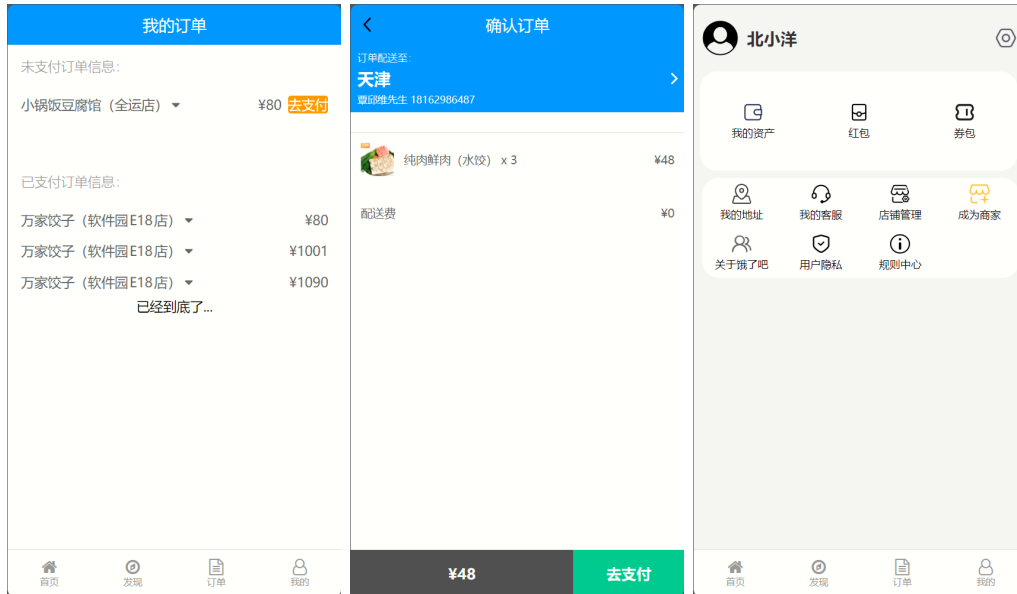 我的订单
未支付订单信息:
小锅饭豆腐馆（全运店） ¥80 去支付
已支付订单信息:
万家饺子（软件园E18店） ¥80
万家饺子（软件园E18店） ¥1001
万家饺子（软件园E18店） ¥1090
已经到底了...
首页 发现 订单 我的
确认订单
订单配送至:
天津
覃邱维先生 18162986487
纯肉鲜肉（水饺） x 3 ¥48
配送费 ¥0
¥48 去支付
北小洋
我的资产 红包 券包
我的地址 我的客服 店铺管理 成为商家
关于饿了吧 用户隐私 规则中心
首页 发现 订单 我的